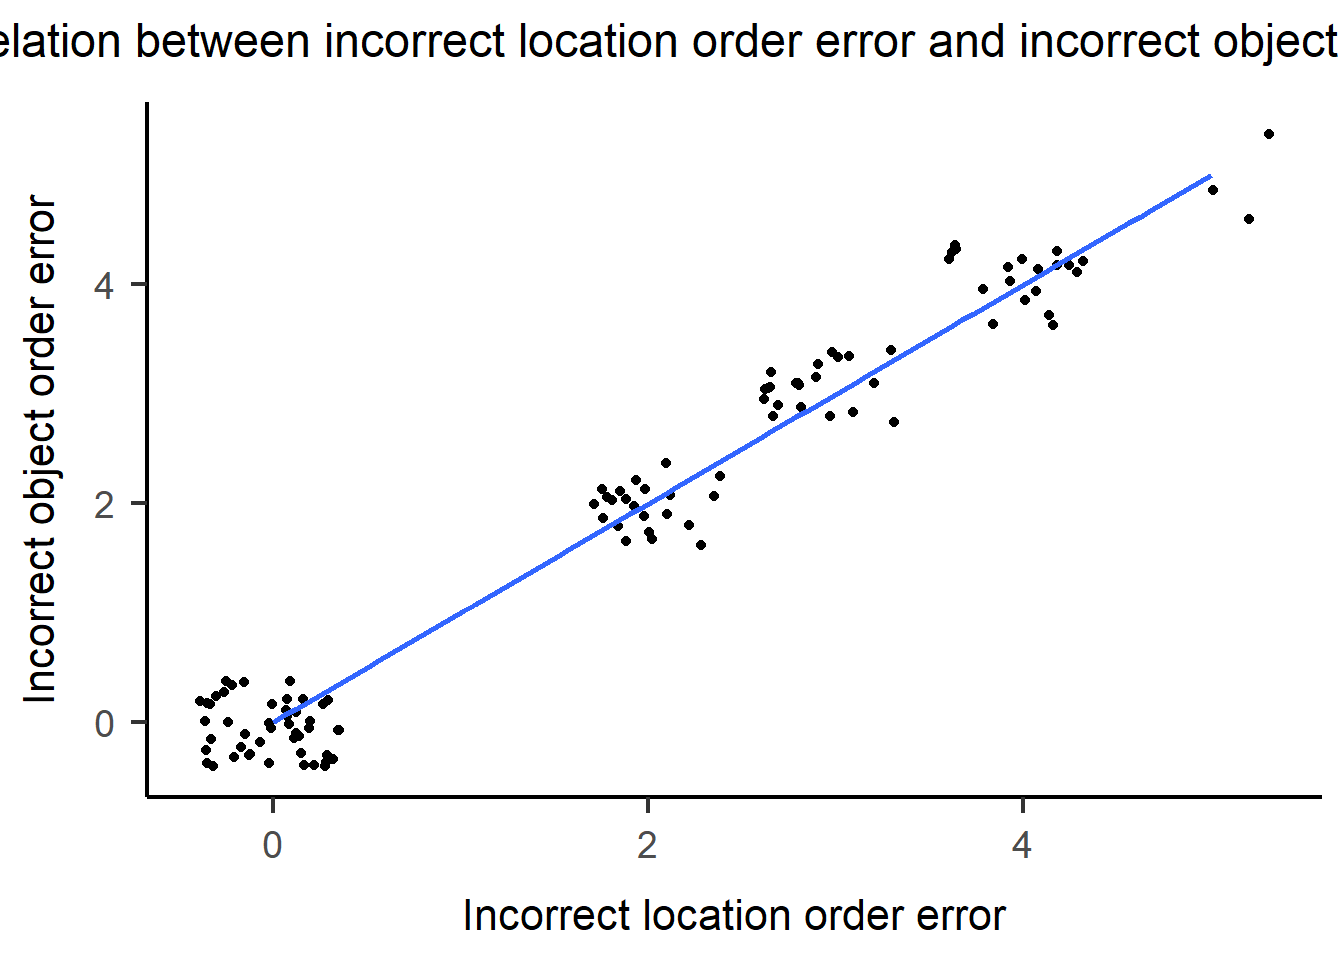 elation between incorrect location order error and incorrect object
Incorrect object order error
4
2
0
0 2 4
Incorrect location order error